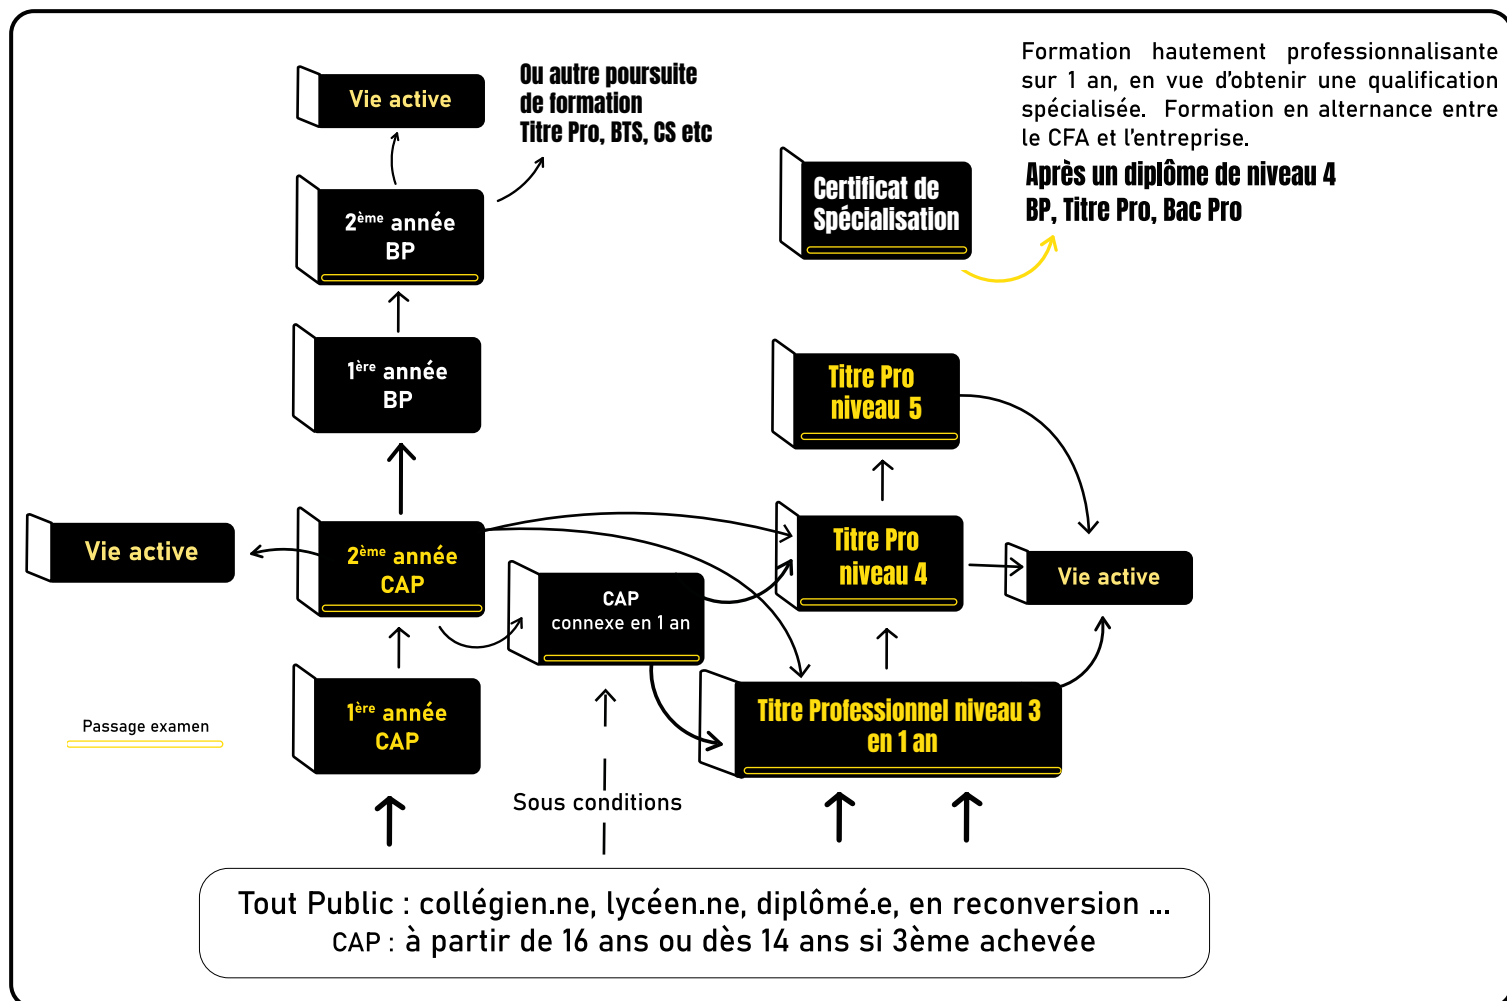 Formation hautement professionnalisante
sur 1 an, en vue d'obtenir une qualification
spécialisée. Formation en alternance entre
le CFA et l'entreprise.
Après un diplôme de niveau 4
BP, Titre Pro, Bac Pro
Ou autre poursuite
de formation
Titre Pro, BTS, CS etc
Vie active
Certificat de
Spécialisation
2ème année
BP
1ère année
BP
Titre Pro
niveau 5
Vie active
2ème année
CAP
Titre Pro
niveau 4
Vie active
CAP
connexe en 1 an
1ère année
CAP
Titre Professionnel niveau 3
en 1 an
Passage examen
Sous conditions
Tout Public : collégien.ne, lycéen.ne, diplômé.e, en reconversion ...
CAP : à partir de 16 ans ou dès 14 ans si 3ème achevée